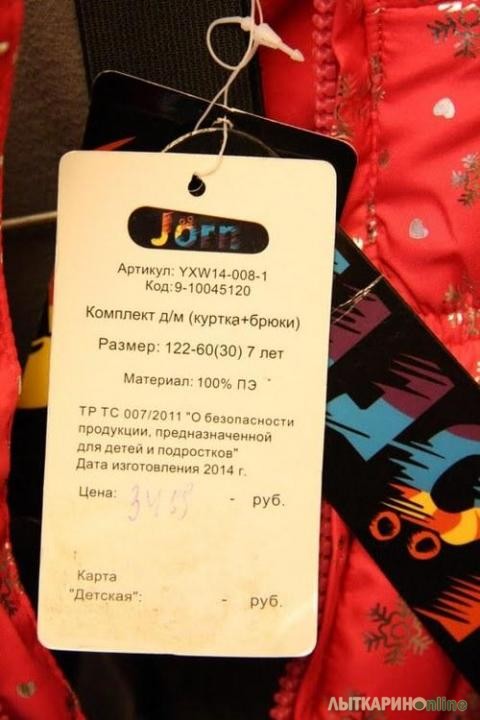 Jörn
Артикул: YXW14-008-1
Код:9-10045120
Комплект д/м (куртка+брюки)
Размер: 122-60(30) 7 лет
Материал: 100% ПЭ
ТР ТС 007/2011 "О безопасности
продукции, предназначенной
для детей и подростков"
Дата изготовления 2014 г.
Цена: - руб.
Карта
"Детская": - руб.
ЛЫТКАРИНОonline